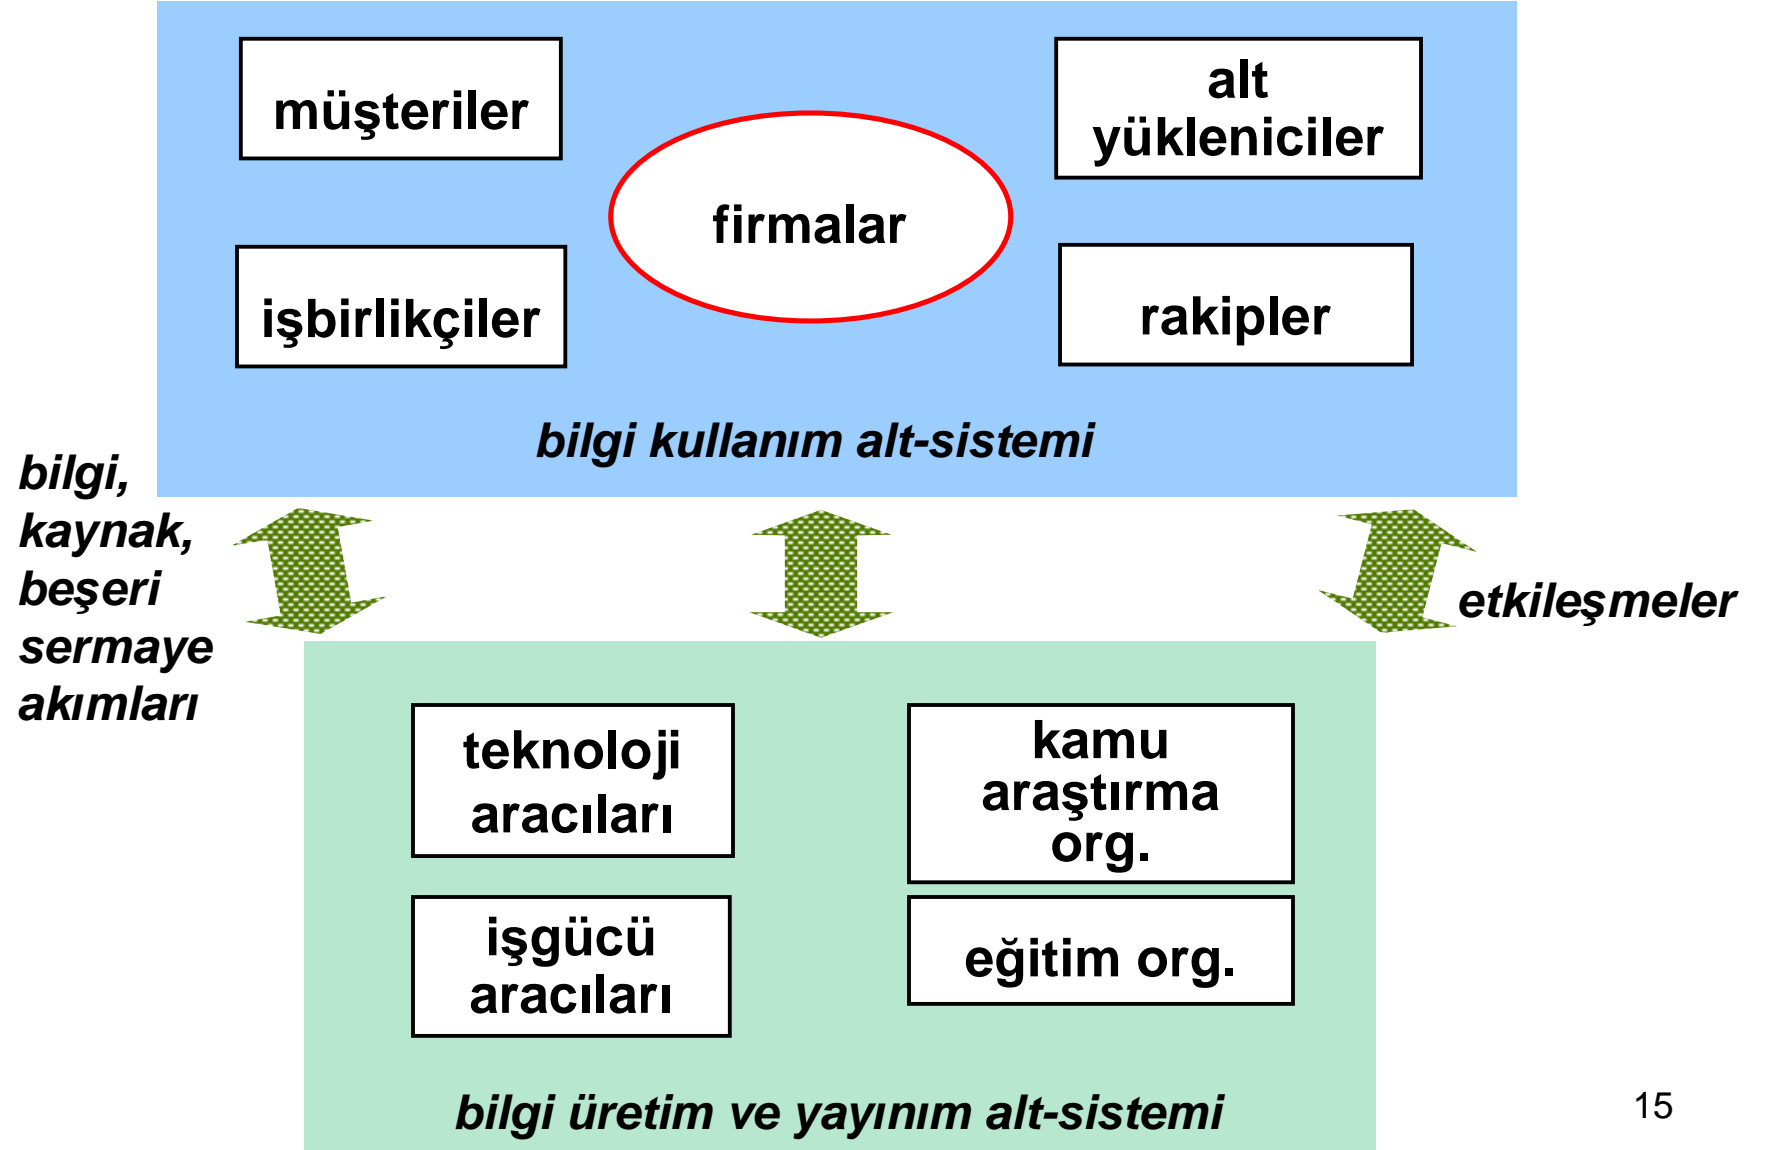 müşteriler
alt
yükleniciler
firmalar
işbirlikçiler
rakipler
bilgi kullanım alt-sistemi
bilgi,
kaynak,
beşeri
sermaye
akımları
etkileşmeler
teknoloji
aracıları
kamu
araştırma
org.
işgücü
aracıları
eğitim org.
bilgi üretim ve yayınım alt-sistemi
15